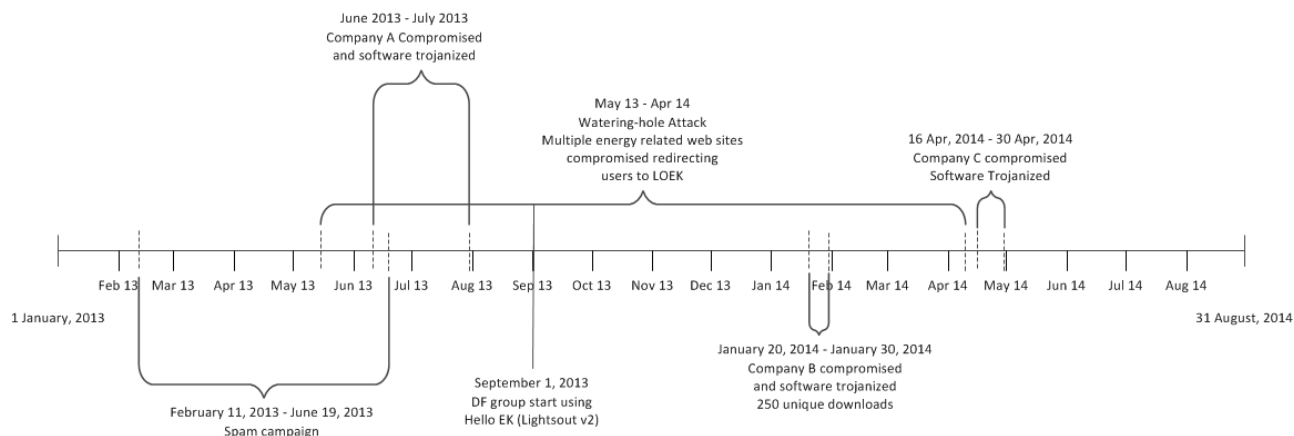 June 2013 - July 2013
Company A Compromised
and software trojanized
May 13 - Apr 14
Watering-hole Attack
Multiple energy related web sites
compromised redirecting
users to LOEK
16 Apr, 2014 - 30 Apr, 2014
Company C compromised
Software Trojanized
Feb 13 Mar 13 Apr 13 May 13 Jun 13 Jul 13 Aug 13 Sep 13 Oct 13 Nov 13 Dec 13 Jan 14 Feb 14 Mar 14 Apr 14 May 14 Jun 14 Jul 14 Aug 14
1 January, 2013
31 August, 2014
February 11, 2013 - June 19, 2013
Spam campaign
September 1, 2013
DF group start using
Hello EK (Lightsout v2)
January 20, 2014 - January 30, 2014
Company B compromised
and software trojanized
250 unique downloads